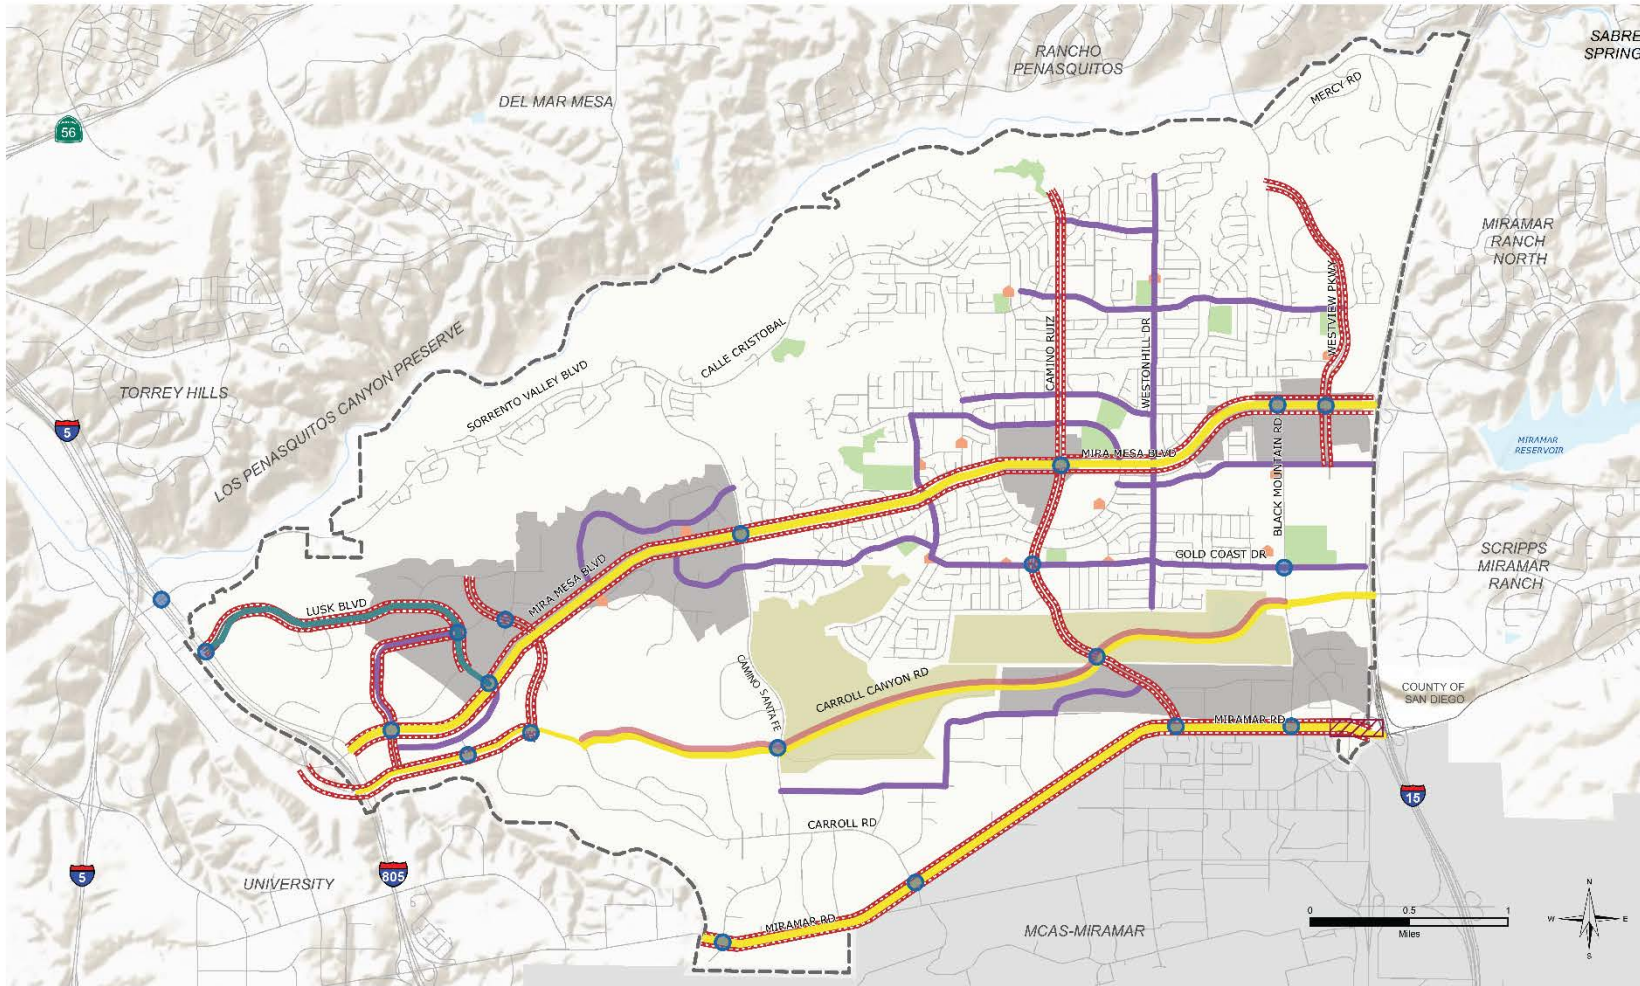 SABRE
SPRING
RANCHO
PENASQUITOS
MERCY RD
DEL MAR MESA
56
MIRAMAR
RANCH
NORTH
WESTVIEW PKWY
CAMINO RUIZ
WESTONHILL DR
CALLE CRISTOBAL
SORRENTO VALLEY BLVD
LOS PENASQUITOS CANYON PRESERVE
TORREY HILLS
5
BLACK MOUNTAIN RD
MIRA MESA BLVD
MIRAMAR
RESERVOIR
GOLD COAST DR
SCRIPPS
MIRAMAR
RANCH
MIRA MESA BLVD
LUSK BLVD
CAMINO SANTA FE
CARROLL CANYON RD
COUNTY OF
SAN DIEGO
MIRAMAR RD
15
CARROLL RD
5
805
UNIVERSITY
MIRAMAR RD
MCAS-MIRAMAR
0 0.5 1
Miles
N
W E
S